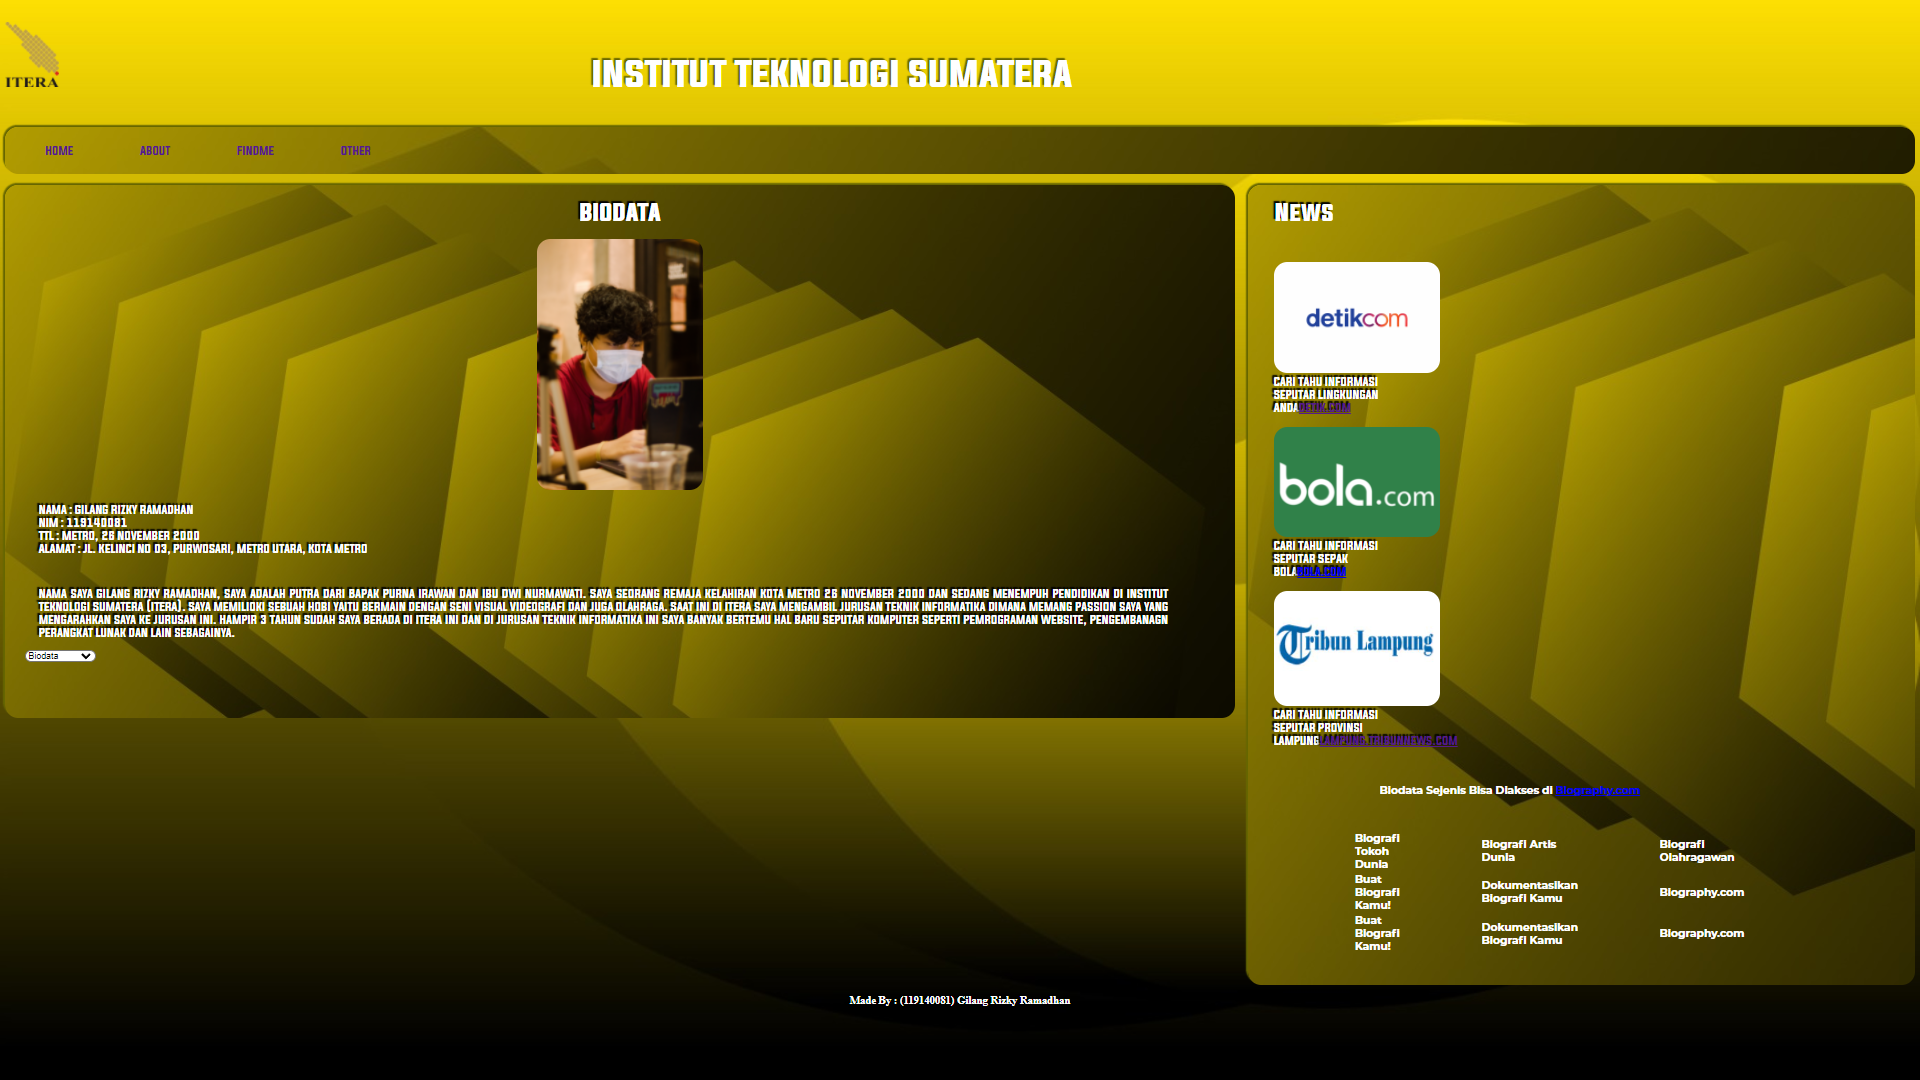 ITERA
INSTITUT TEKNOLOGI SUMATERA
HOME ABOUT FINDME OTHER
BIODATA
NAMA : GILANG RIZKY RAMADHAN
NIM : 119140081
TTL : METRO, 26 NOVEMBER 2000
ALAMAT : JL. KELINCI NO 03, PURWOSARI, METRO UTARA, KOTA METRO
NAMA SAYA GILANG RIZKY RAMADHAN, SAYA ADALAH PUTRA DARI BAPAK PURNA IRAWAN DAN IBU DWI NURMAWATI. SAYA SEORANG REMAJA KELAHIRAN KOTA METRO 26 NOVEMBER 2000 DAN SEDANG MENEMPUH PENDIDIKAN DI INSTITUT
TEKNOLOGI SUMATERA (ITERA). SAYA MEMILIOKI SEBUAH HOBI YAITU BERMAIN DENGAN SENI VISUAL VIDEOGRAFI DAN JUGA OLAHRAGA. SAAT INI DI ITERA SAYA MENGAMBIL JURUSAN TEKNIK INFORMATIKA DIMANA MEMANG PASSION SAYA YANG
MENGARAHKAN SAYA KE JURUSAN INI. HAMPIR 3 TAHUN SUDAH SAYA BERADA DI ITERA INI DAN DI JURUSAN TEKNIK INFORMATIKA INI SAYA BANYAK BERTEMU HAL BARU SEPUTAR KOMPUTER SEPERTI PEMROGRAMAN WEBSITE, PENGEMBANAGN
PERANGKAT LUNAK DAN LAIN SEBAGAINYA.
Biodata
NEWS
detikcom
CARI TAHU INFORMASI
SEPUTAR LINGKUNGAN
ANDA DETIK.COM
bola.com
CARI TAHU INFORMASI
SEPUTAR SEPAK
BOLA BOLA.COM
Tribun Lampung
CARI TAHU INFORMASI
SEPUTAR PROVINSI
LAMPUNG LAMPUNG.TRIBUNNEWS.COM
Biodata Sejenis Bisa Diakses di Biography.com
Biografi
Tokoh
Dunia
Biografi Artis
Dunia
Biografi
Olahragawan
Buat
Biografi
Kamu!
Dokumentasikan
Biografi Kamu
Biography.com
Buat
Biografi
Kamu!
Dokumentasikan
Biografi Kamu
Biography.com
Made By : (119140081) Gilang Rizky Ramadhan